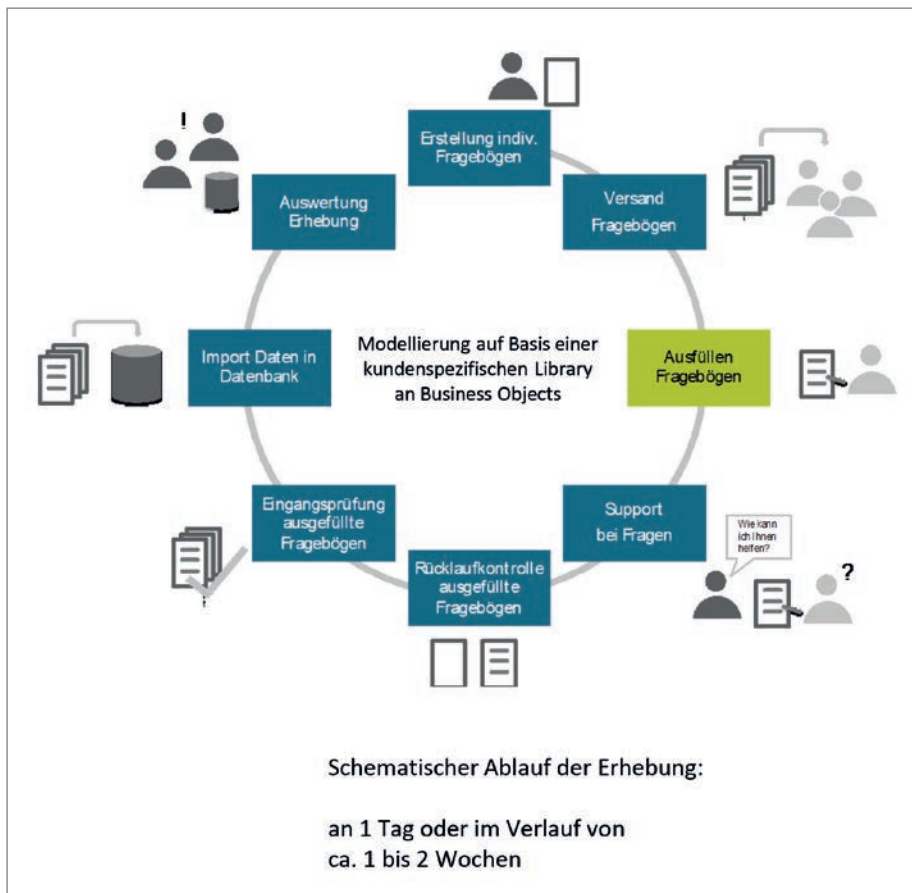 !
Erstellung indiv.
Fragebögen
Versand
Fragebögen
Auswertung
Erhebung
Import Daten in
Datenbank
Modellierung auf Basis einer
kundenspezifischen Library
an Business Objects
Ausfüllen
Fragebögen
Eingangsprüfung
ausgefüllte
Fragebögen
Support
bei Fragen
Wie kann
ich Ihnen
helfen?
?
Rücklaufkontrolle
ausgefüllte
Fragebögen
Schematischer Ablauf der Erhebung:
an 1 Tag oder im Verlauf von
ca. 1 bis 2 Wochen